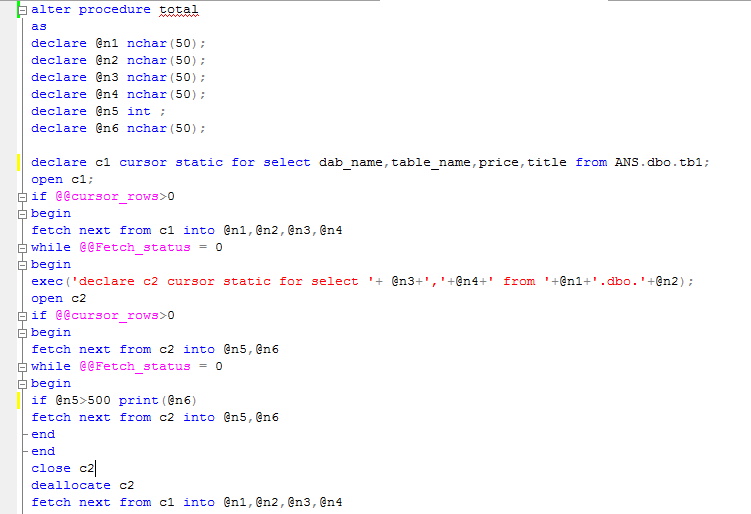 alter procedure total
as
declare @n1 nchar(50);
declare @n2 nchar(50);
declare @n3 nchar(50);
declare @n4 nchar(50);
declare @n5 int ;
declare @n6 nchar(50);
declare c1 cursor static for select dab_name,table_name,price,title from ANS.dbo.tb1;
open c1;
if @@cursor_rows>0
begin
fetch next from c1 into @n1,@n2,@n3,@n4
while @@Fetch_status = 0
begin
exec('declare c2 cursor static for select '+ @n3+','+@n4+' from '+@n1+'.dbo.'+@n2);
open c2
if @@cursor_rows>0
begin
fetch next from c2 into @n5,@n6
while @@Fetch_status = 0
begin
if @n5>500 print(@n6)
fetch next from c2 into @n5,@n6
end
end
close c2
deallocate c2
fetch next from c1 into @n1,@n2,@n3,@n4